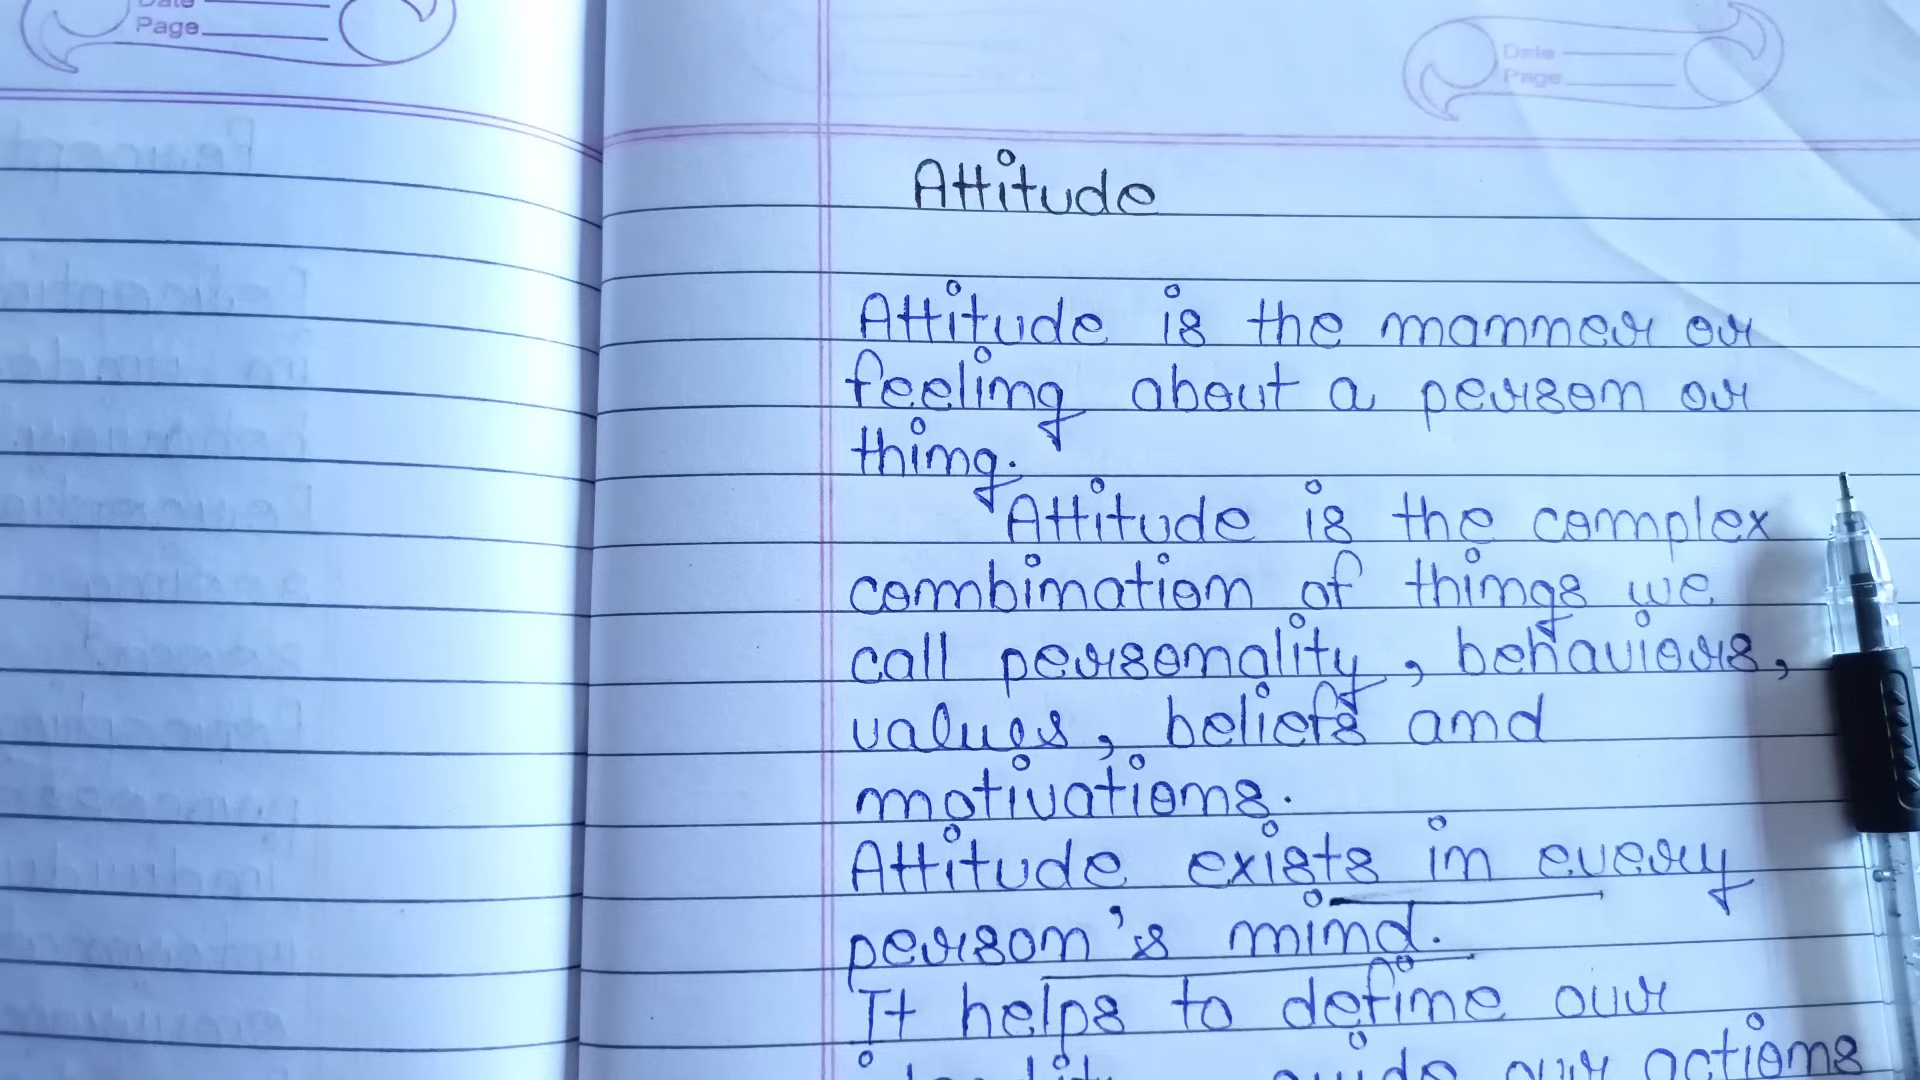 Date
Page
Date
Page
Attitude
Attitude is the manner or
feeling about a person or
thing.
Attitude is the complex
combination of things we
call personality, behaviors,
values, beliefs and
motivations.
Attitude exists in every
person's mind.
It helps to define our
our actions